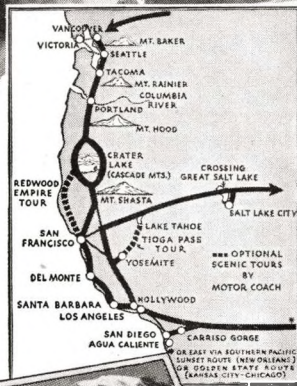 VANCOUVER
VICTORIA
MT. BAKER
SEATTLE
TACOMA
MT. RAINIER
COLUMBIA
RIVER
PORTLAND
MT. HOOD
CRATER
LAKE
(CASCADE MTS.)
REDWOOD
EMPIRE
TOUR
MT. SHASTA
CROSSING
GREAT SALT LAKE
SALT LAKE CITY
LAKE TAHOE
TIOGA PASS
TOUR
SAN
FRANCISCO
YOSEMITE
OPTIONAL
SCENIC TOURS
BY
MOTOR COACH
DEL MONTE
SANTA BARBARA
HOLLYWOOD
LOS ANGELES
SAN DIEGO
AGUA CALIENTE
CARRISO GORGE
OR EAST VIA SOUTHERN PACIFIC
SUNSET ROUTE (NEW ORLEANS)
OR GOLDEN STATE ROUTE
(KANSAS CITY-CHICAGO)